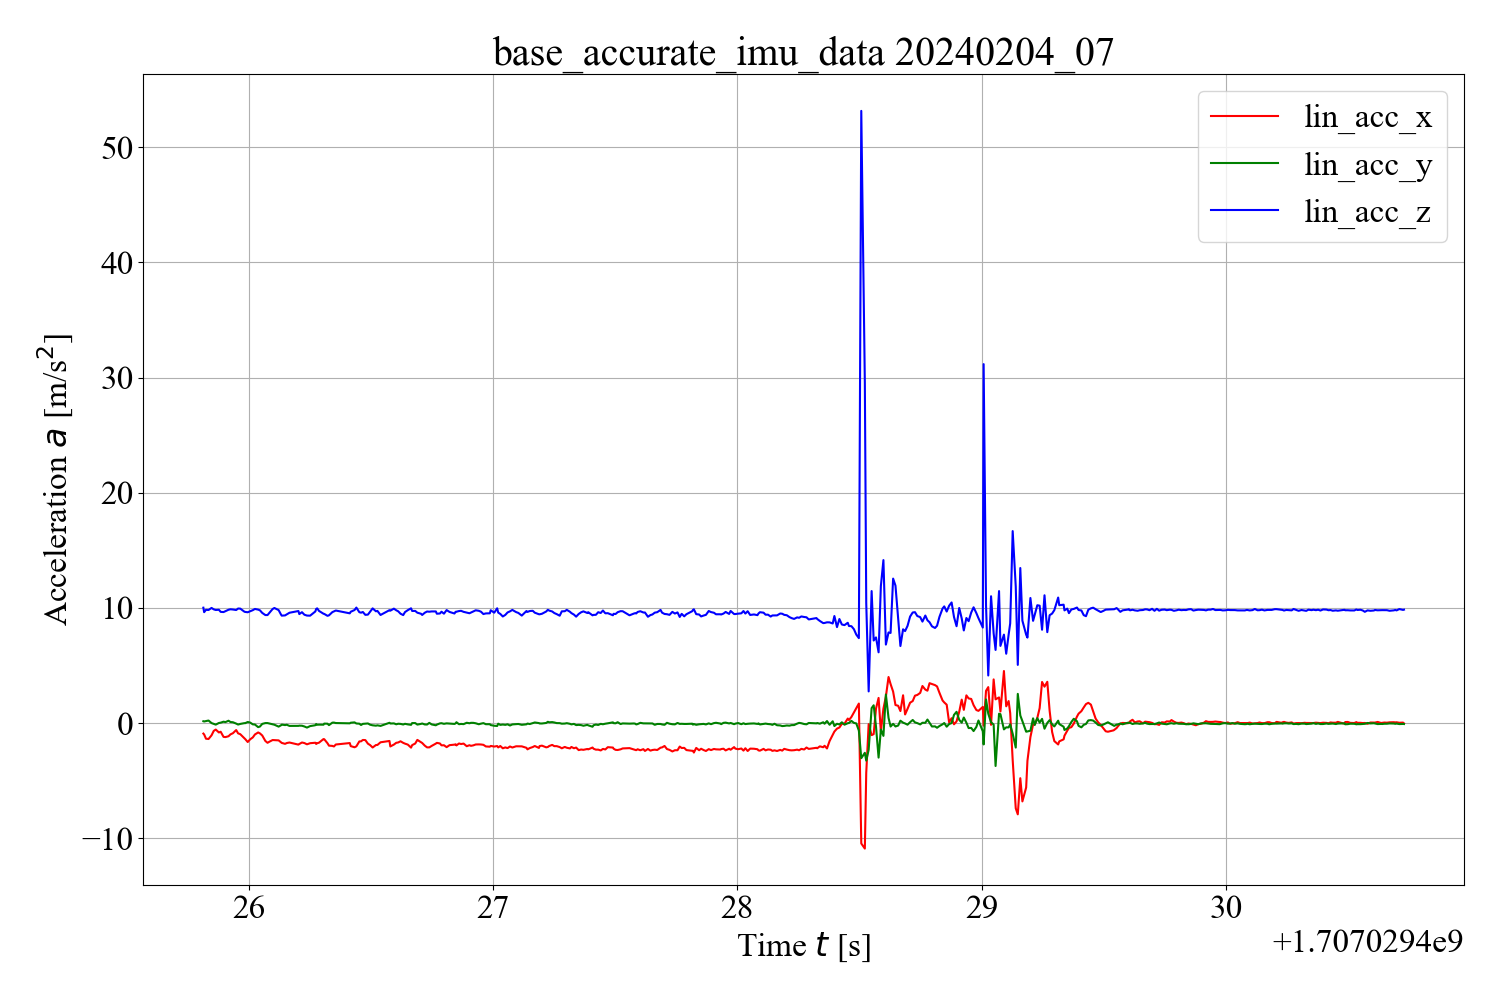 base_accurate_imu_data 20240204_07
lin_acc_x
lin_acc_y
lin_acc_z
Acceleration a [m/s²]
50
40
30
20
10
0
−10
26 27 28 29 30
Time t [s]
+1.7070294e9